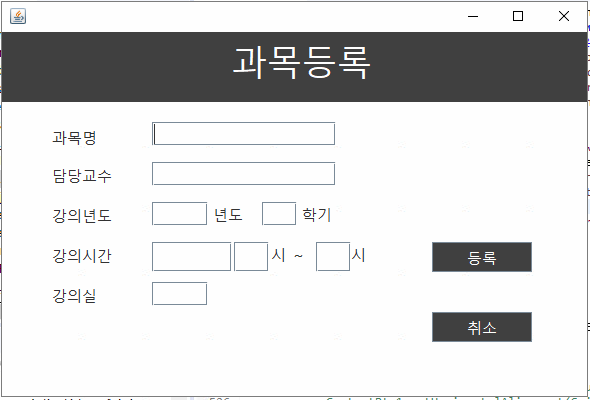 과목등록
과목명
담당교수
강의년도 년도 학기
강의시간 시 ~ 시
등록
강의실
취소